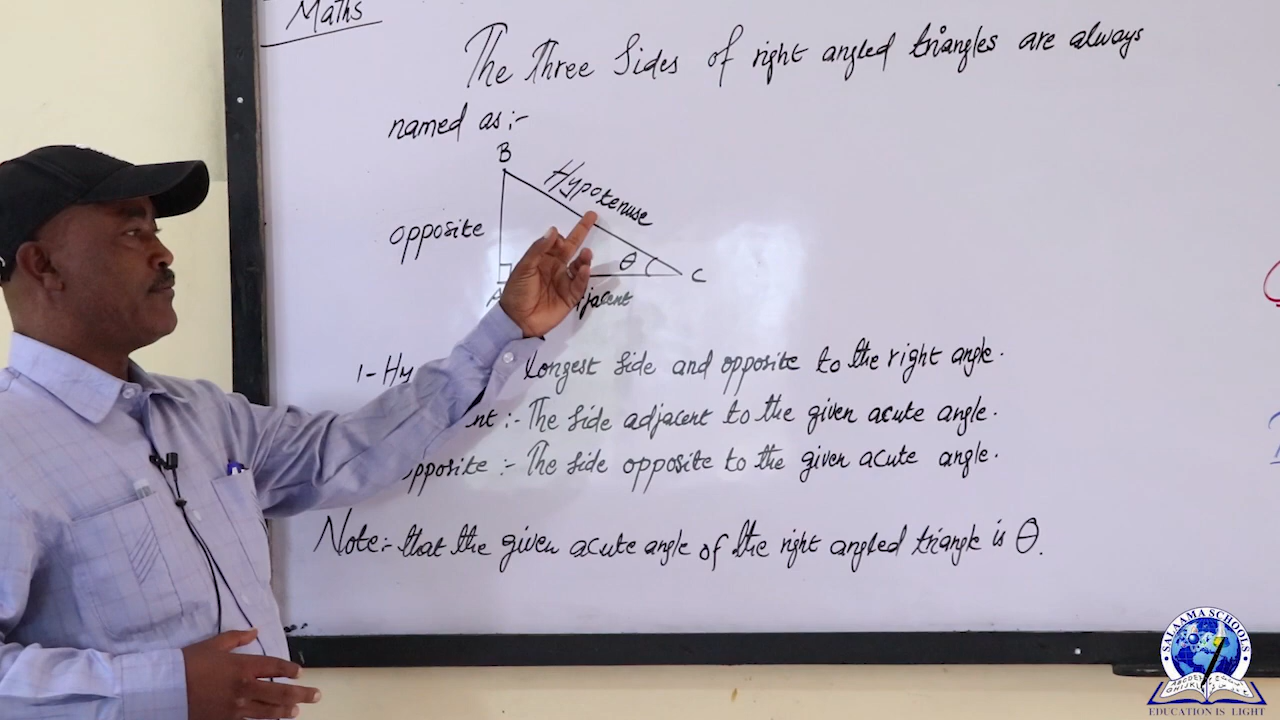 Maths
The Three Sides of right angled triangles are always
named as:-
B
Hypotenuse
opposite
θ
C
1- longest side and opposite to the right angle.
:- The side adjacent to the given acute angle.
opposite :- The side opposite to the given acute angle.
Note:- that the given acute angle of the right angled triangle is θ.
SALAAMA SCHOOLS
EDUCATION IS LIGHT